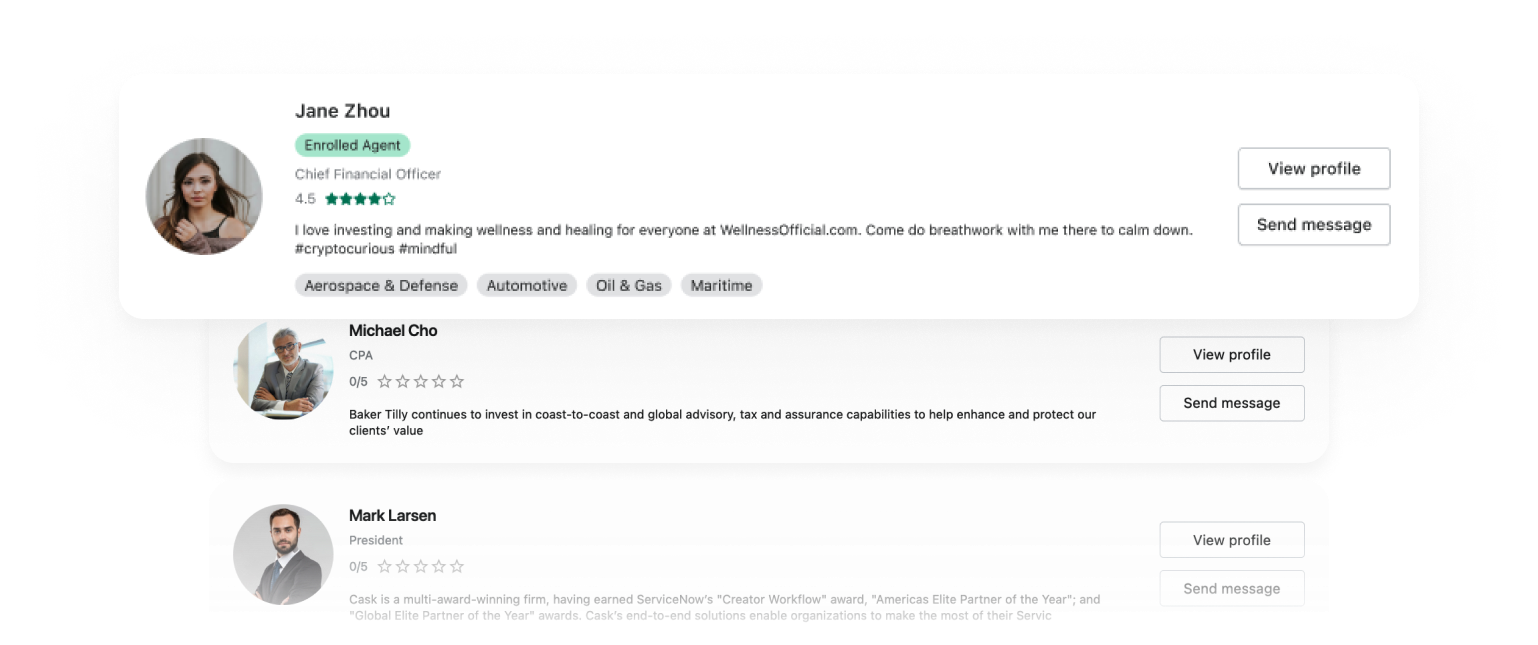 Jane Zhou
Enrolled Agent
Chief Financial Officer
4.5
I love investing and making wellness and healing for everyone at WellnessOfficial.com. Come do breathwork with me there to calm down.
#cryptocurious #mindful
Aerospace & Defense Automotive Oil & Gas Maritime
View profile
Send message
Michael Cho
CPA
0/5
Baker Tilly continues to invest in coast-to-coast and global advisory, tax and assurance capabilities to help enhance and protect our
clients’ value
View profile
Send message
Mark Larsen
President
0/5
Cask is a multi-award-winning firm, having earned ServiceNow’s "Creator Workflow" award, "Americas Elite Partner of the Year"; and
"Global Elite Partner of the Year" awards. Cask’s end-to-end solutions enable organizations to make the most of their Servic
View profile
Send message